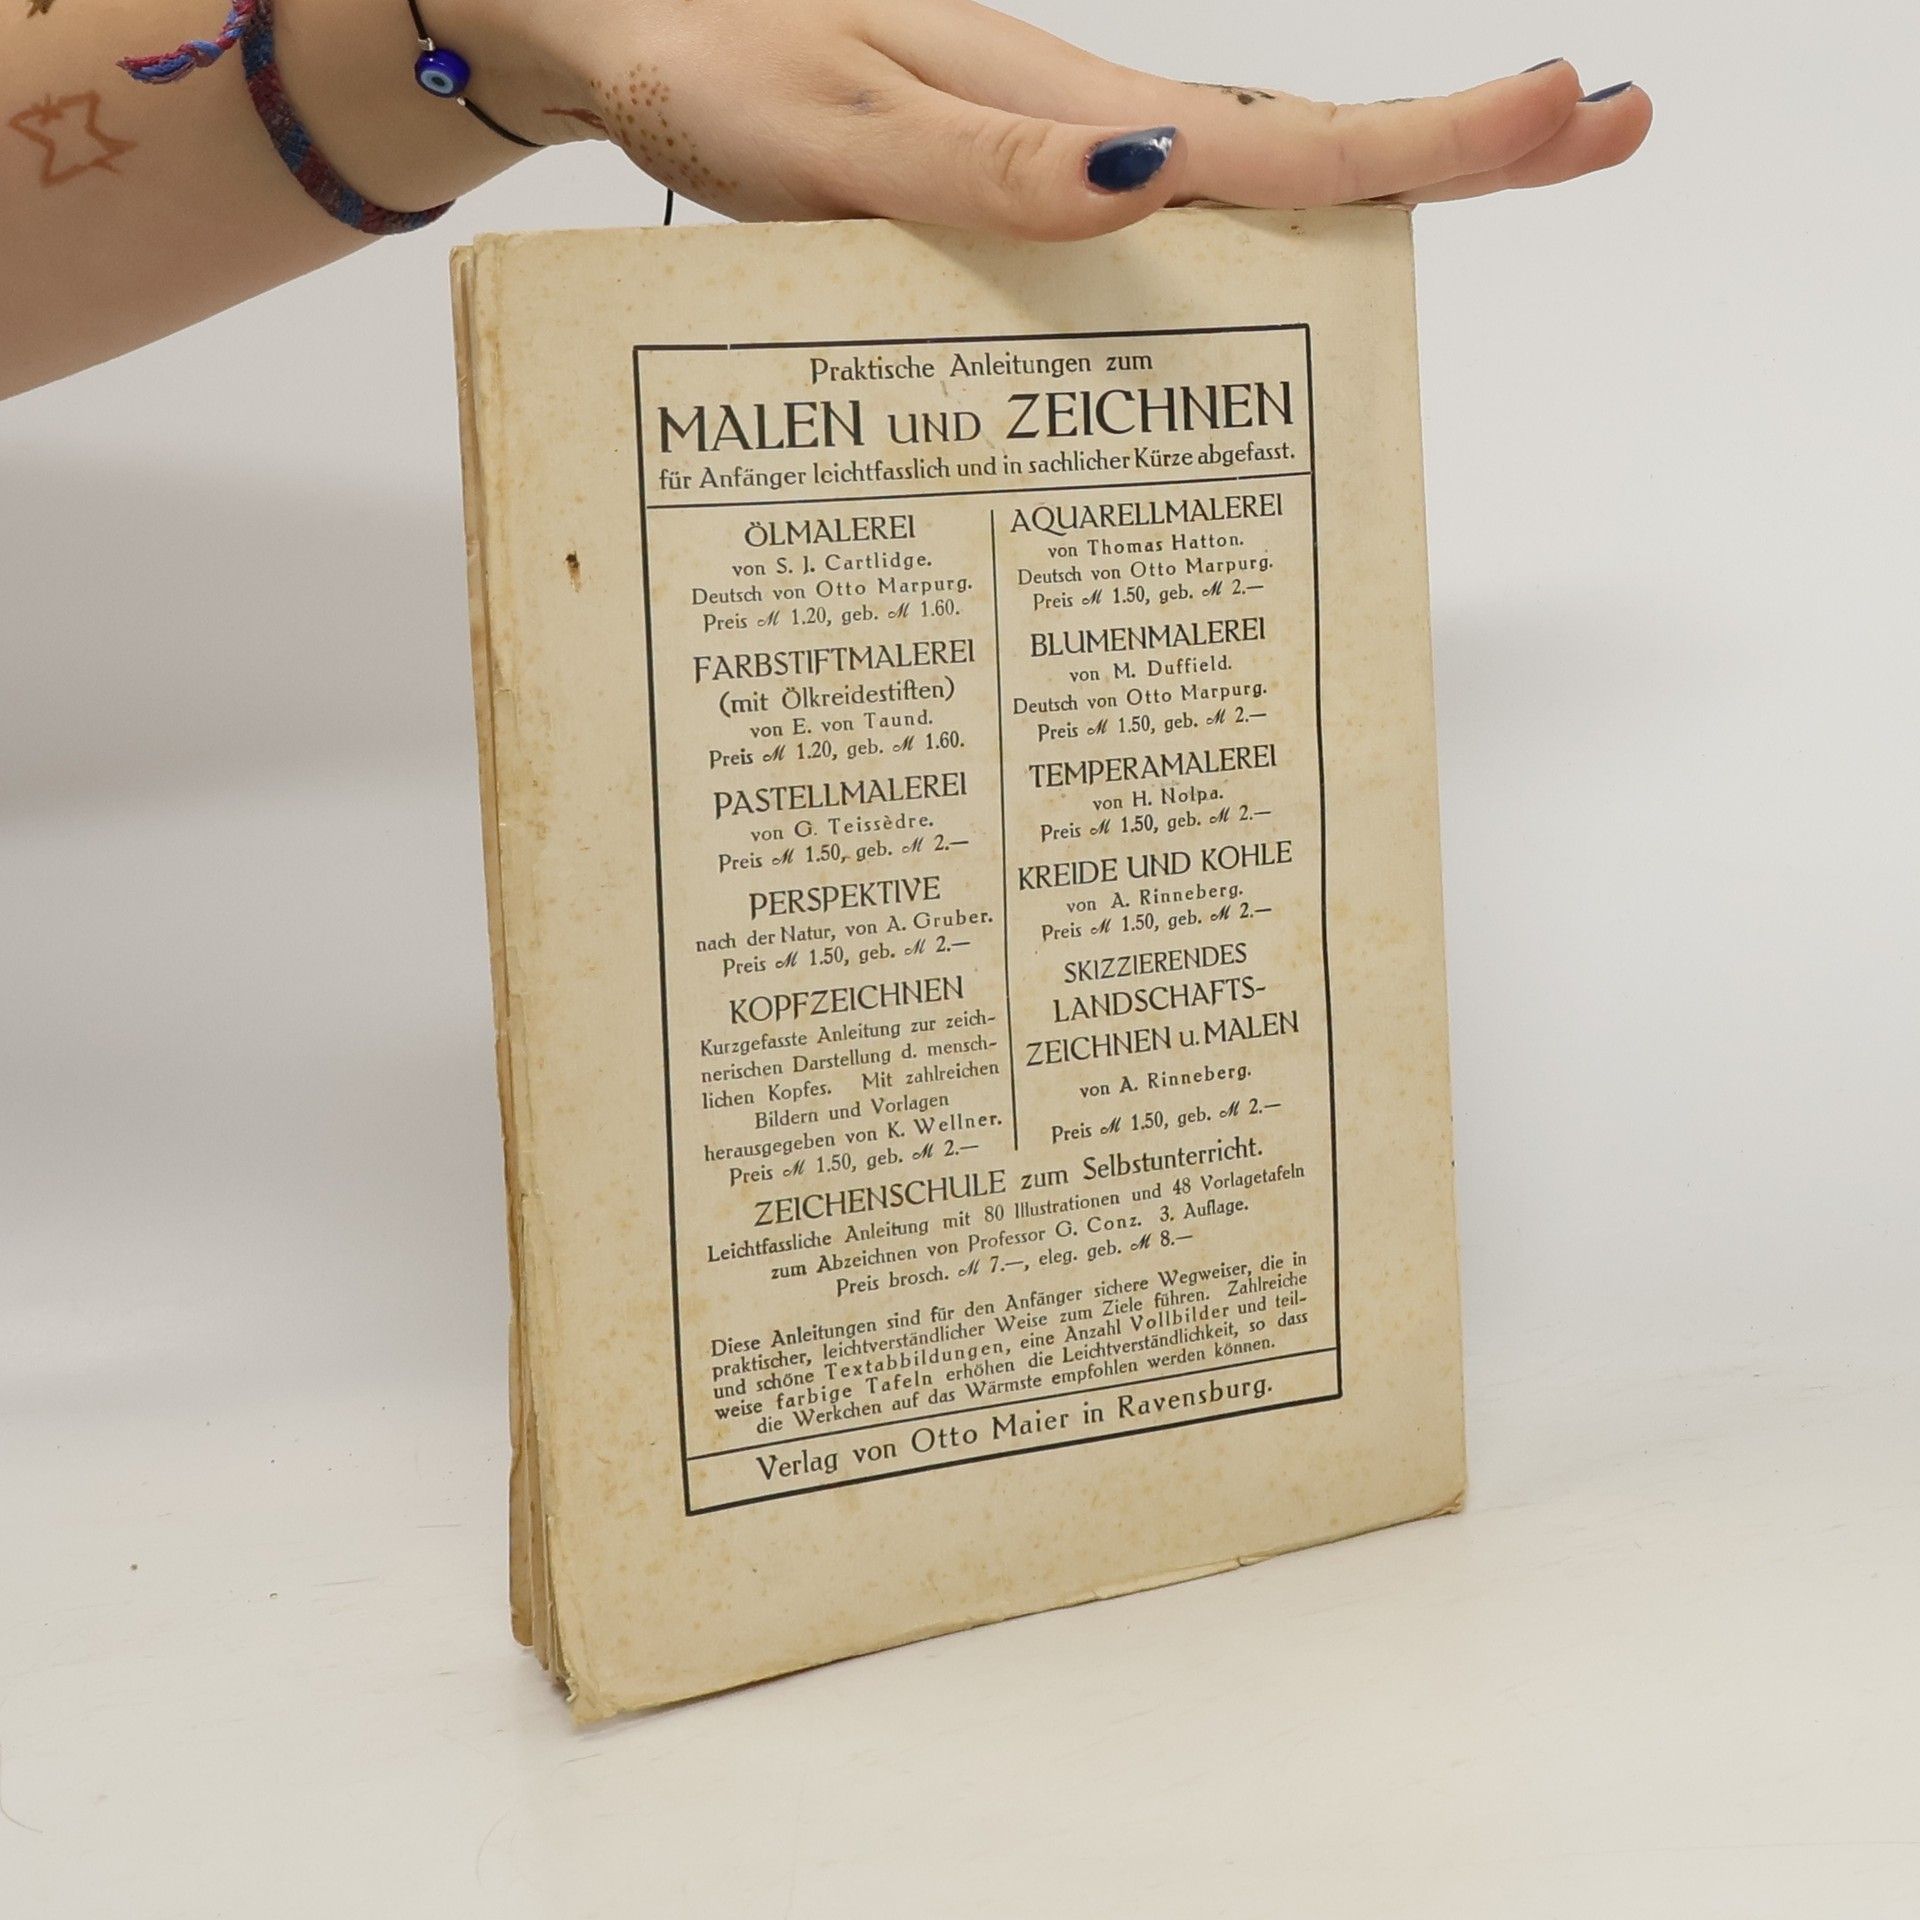 Praktische Anleitungen zum
MALEN UND ZEICHNEN
für Anfänger leichtfasslich und in sachlicher Kürze abgefasst.
ÖLMALEREI
von S. J. Cartlidge.
Deutsch von Otto Marpurg.
Preis M 1.20, geb. M 1.60.
FARBSTIFTMALEREI
(mit Ölkreidestiften)
von E. von Taund.
Preis M 1.20, geb. M 1.60.
PASTELLMALEREI
von G. Teissèdre.
Preis M 1.50, geb. M 2.—
PERSPEKTIVE
nach der Natur, von A. Gruber.
Preis M 1.50, geb. M 2.—
KOPFZEICHNEN
Kurzgefasste Anleitung zur zeich-
nerischen Darstellung d. mensch-
lichen Kopfes. Mit zahlreichen
Bildern und Vorlagen
herausgegeben von K. Wellner.
Preis M 1.50, geb. M 2.—
AQUARELLMALEREI
von Thomas Hatton.
Deutsch von Otto Marpurg.
Preis M 1.50, geb. M 2.—
BLUMENMALEREI
von M. Duffield.
Deutsch von Otto Marpurg.
Preis M 1.50, geb. M 2.—
TEMPERAMALEREI
von H. Nolpa.
Preis M 1.50, geb. M 2.—
KREIDE UND KOHLE
von A. Rinneberg.
Preis M 1.50, geb. M 2.—
SKIZZIERENDES
LANDSCHAFTS-
ZEICHNEN u. MALEN
von A. Rinneberg.
Preis M 1.50, geb. M 2.—
ZEICHENSCHULE zum Selbstunterricht.
Leichtfassliche Anleitung mit 80 Illustrationen und 48 Vorlagetafeln
zum Abzeichnen von Professor G. Conz. 3. Auflage.
Preis brosch. M 7.—, eleg. geb. M 8.—
Diese Anleitungen sind für den Anfänger sichere Wegweiser, die in
praktischer, leichtverständlicher Weise zum Ziele führen. Zahlreiche
und schöne Textabbildungen, eine Anzahl Vollbilder und teil-
weise farbige Tafeln erhöhen die Leichtverständlichkeit, so dass
die Werkchen auf das Wärmste empfohlen werden können.
Verlag von Otto Maier in Ravensburg.